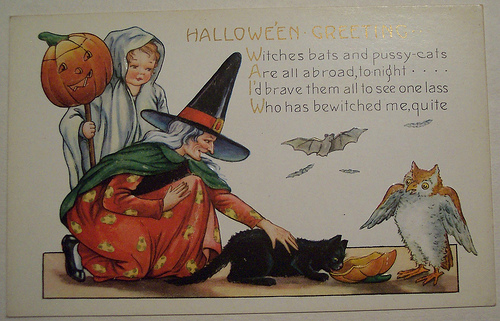 HALLOWE'EN · GREETING
Witches bats and pussy-cats
Are all abroad, to night · · · ·
I'd brave them all to see one lass
Who has bewitched me, quite